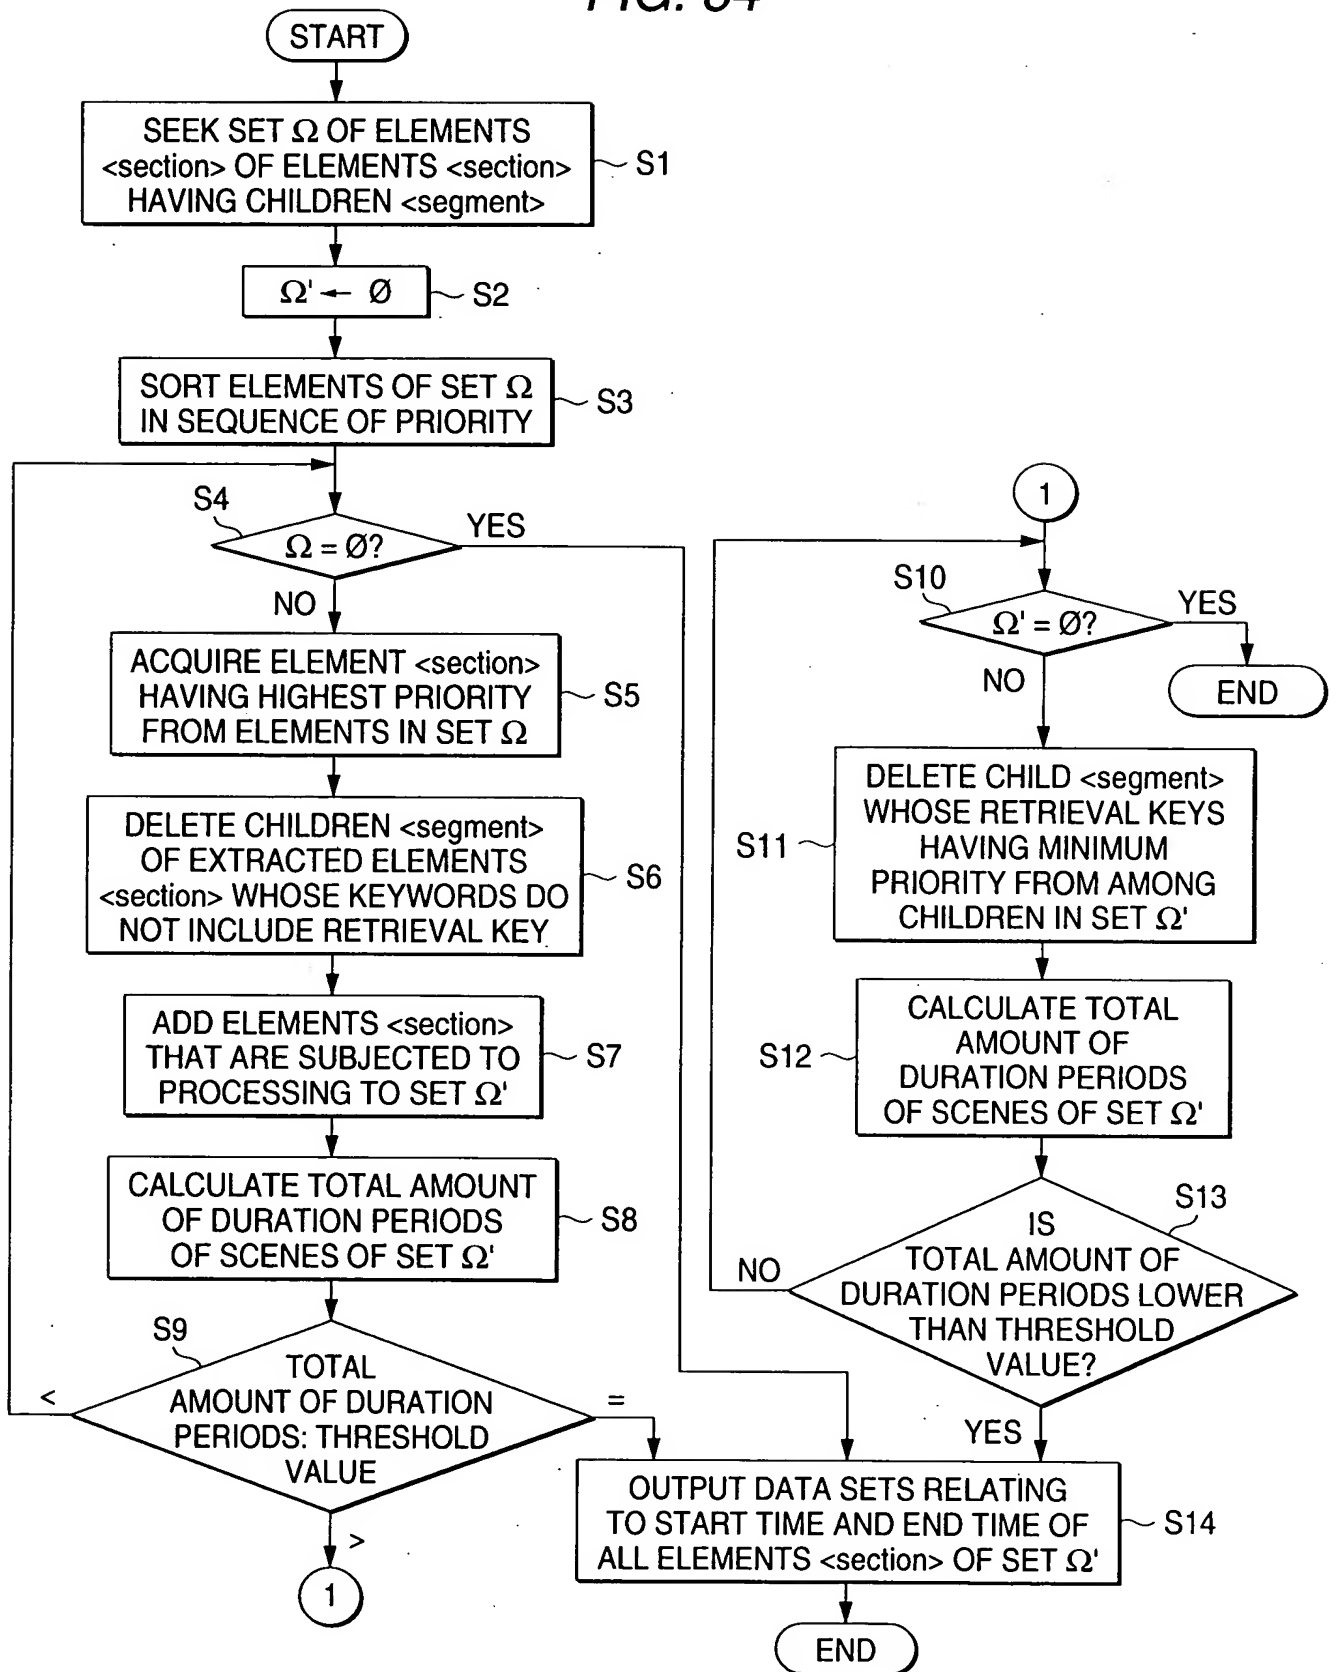 FIG. 34
START
SEEK SET Ω OF ELEMENTS
<section> OF ELEMENTS <section>
HAVING CHILDREN <segment>
S1
Ω' ← Ø
S2
SORT ELEMENTS OF SET Ω
IN SEQUENCE OF PRIORITY
S3
S4
Ω = Ø?
YES
NO
ACQUIRE ELEMENT <section>
HAVING HIGHEST PRIORITY
FROM ELEMENTS IN SET Ω
S5
DELETE CHILDREN <segment>
OF EXTRACTED ELEMENTS
<section> WHOSE KEYWORDS DO
NOT INCLUDE RETRIEVAL KEY
S6
ADD ELEMENTS <section>
THAT ARE SUBJECTED TO
PROCESSING TO SET Ω'
S7
CALCULATE TOTAL AMOUNT
OF DURATION PERIODS
OF SCENES OF SET Ω'
S8
S9
TOTAL
AMOUNT OF DURATION
PERIODS: THRESHOLD
VALUE
<
=
>
1
1
S10
Ω' = Ø?
YES
END
NO
DELETE CHILD <segment>
WHOSE RETRIEVAL KEYS
HAVING MINIMUM
PRIORITY FROM AMONG
CHILDREN IN SET Ω'
S11
CALCULATE TOTAL
AMOUNT OF
DURATION PERIODS
OF SCENES OF SET Ω'
S12
S13
IS
TOTAL AMOUNT OF
DURATION PERIODS LOWER
THAN THRESHOLD
VALUE?
NO
YES
OUTPUT DATA SETS RELATING
TO START TIME AND END TIME OF
ALL ELEMENTS <section> OF SET Ω'
S14
END